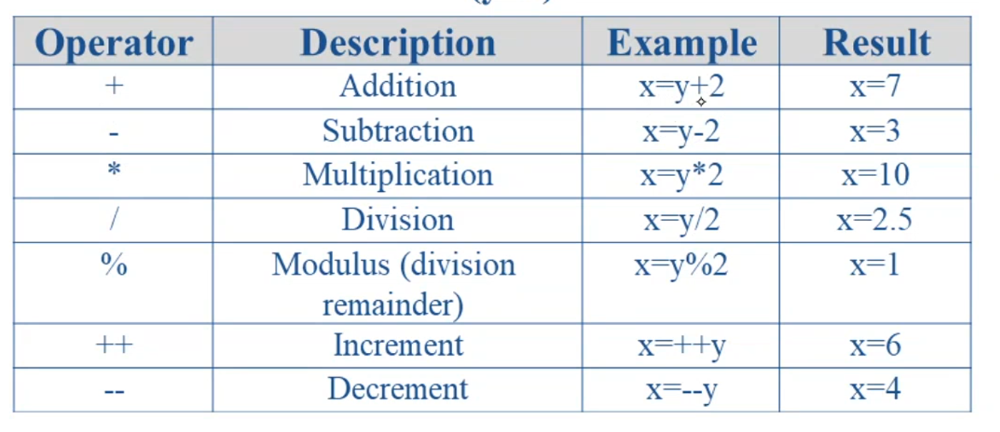 Operator Description Example Result
+ Addition x=y+2 x=7
- Subtraction x=y-2 x=3
* Multiplication x=y*2 x=10
/ Division x=y/2 x=2.5
% Modulus (division x=y%2 x=1
remainder)
++ Increment x=++y x=6
-- Decrement x=--y x=4